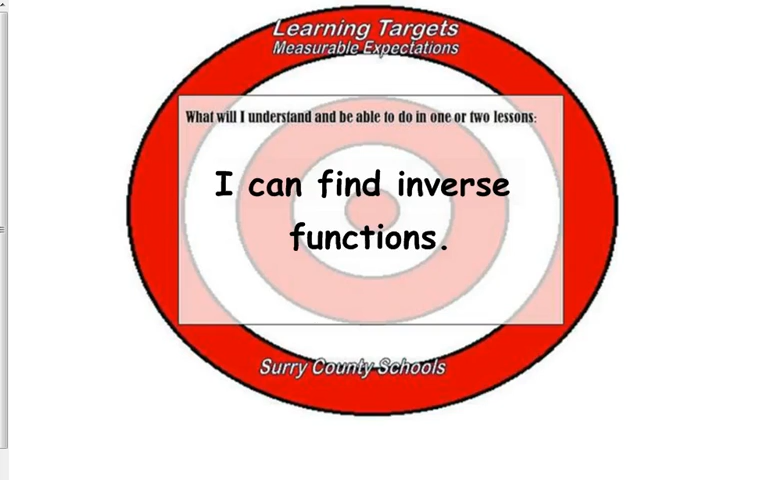 Learning Targets
Measurable Expectations
What will I understand and be able to do in one or two lessons:
I can find inverse
functions.
Surry County Schools